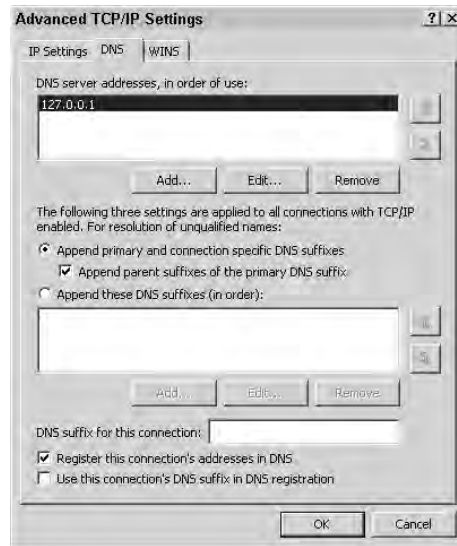 Advanced TCP/IP Settings
IP Settings DNS WINS
DNS server addresses, in order of use:
127.0.0.1
Add... Edit... Remove
The following three settings are applied to all connections with TCP/IP
enabled. For resolution of unqualified names:
Append primary and connection specific DNS suffixes
Append parent suffixes of the primary DNS suffix
Append these DNS suffixes (in order):
Add... Edit... Remove
DNS suffix for this connection:
Register this connection's addresses in DNS
Use this connection's DNS suffix in DNS registration
OK Cancel